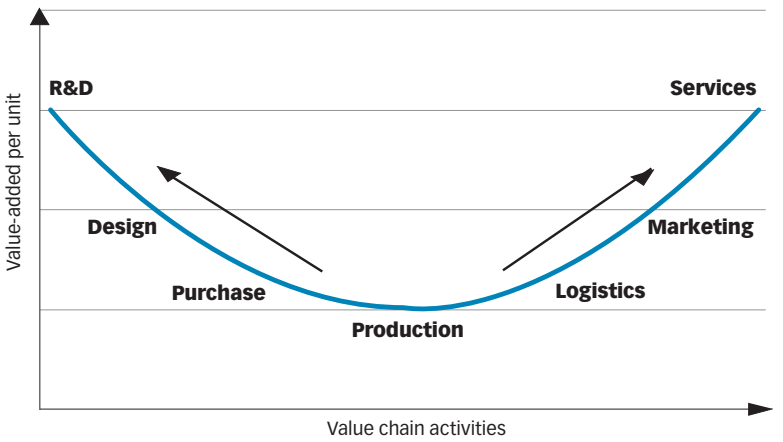 R&D
Services
Value-added per unit
Design
Marketing
Purchase
Logistics
Production
Value chain activities